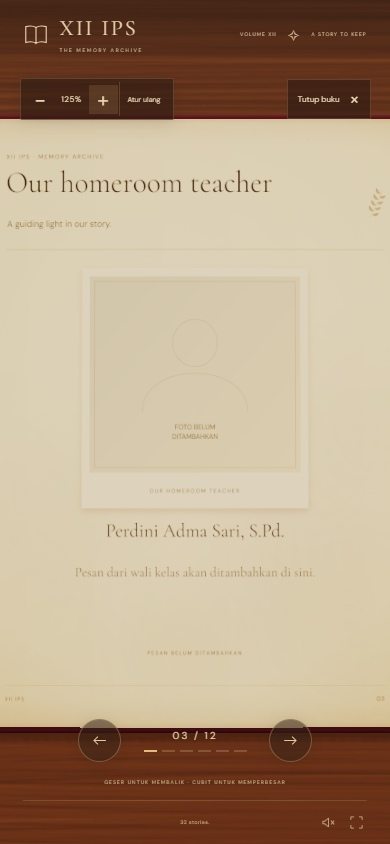 XII IPS
THE MEMORY ARCHIVE
VOLUME XII
A STORY TO KEEP
125%
Atur ulang
Tutup buku
XII IPS · MEMORY ARCHIVE
Our homeroom teacher
A guiding light in our story.
FOTO BELUM
DITAMBAHKAN
OUR HOMEROOM TEACHER
Perdini Adma Sari, S.Pd.
Pesan dari wali kelas akan ditambahkan di sini.
PESAN BELUM DITAMBAHKAN
XII IPS
03
03 / 12
GESER UNTUK MEMBALIK · CUBIT UNTUK MEMPERBESAR
33 stories.